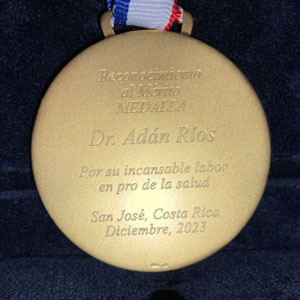 Reconocimiento
al Mérito
MEDALLA
Dr. Adán Ríos
Por su incansable labor
en pro de la salud
San José, Costa Rica
Diciembre, 2023